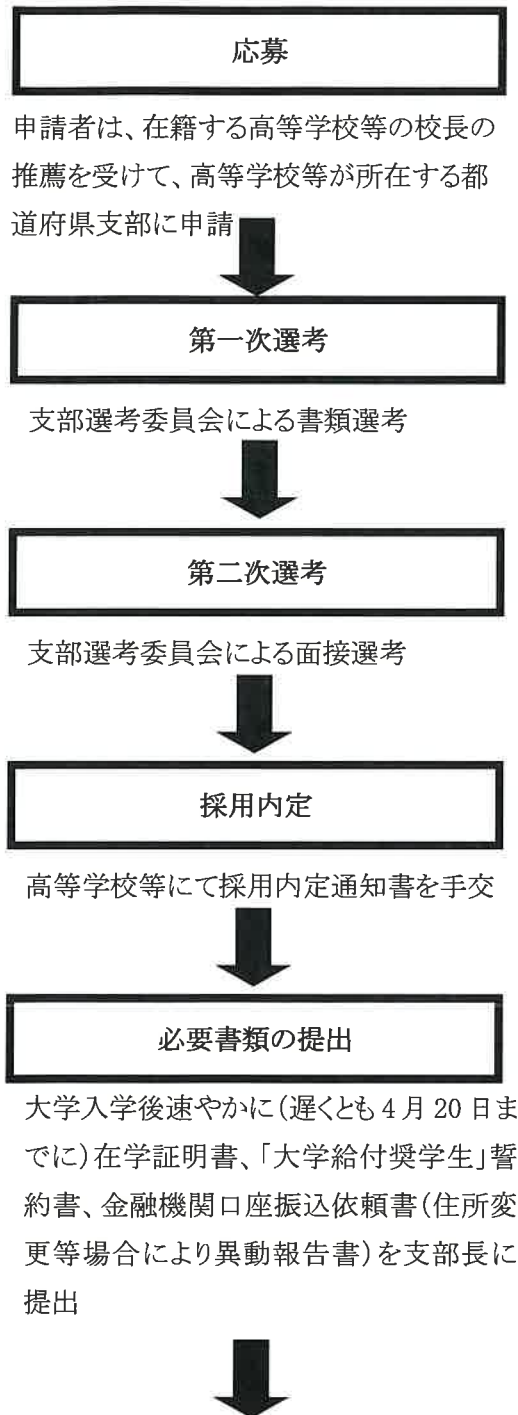 応募
申請者は、在籍する高等学校等の校長の
推薦を受けて、高等学校等が所在する都
道府県支部に申請
第一次選考
支部選考委員会による書類選考
第二次選考
支部選考委員会による面接選考
採用内定
高等学校等にて採用内定通知書を手交
必要書類の提出
大学入学後速やかに(遅くとも4月20日ま
でに)在学証明書、「大学給付奨学生」誓
約書、金融機関口座振込依頼書(住所変
更等場合により異動報告書)を支部長に
提出